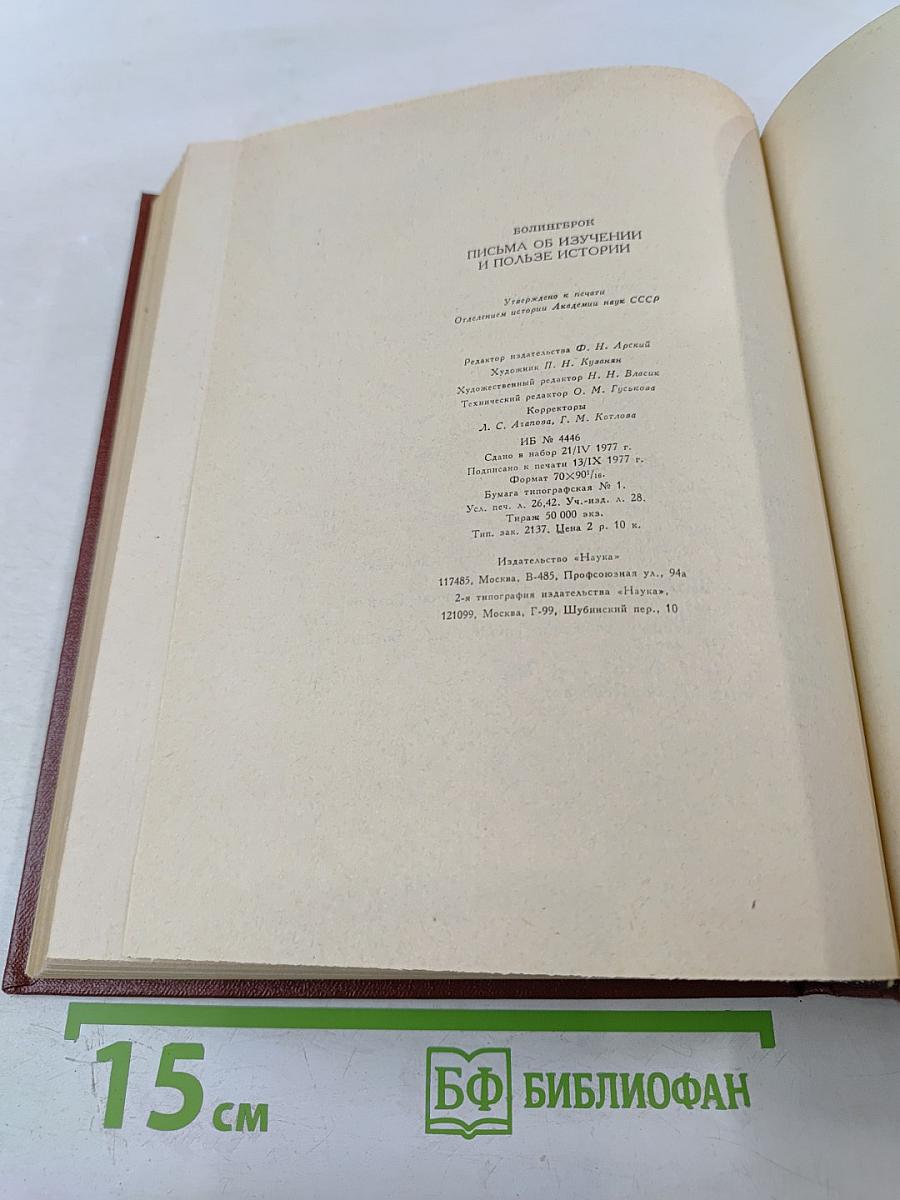 БОЛИНГБРОК
ПИСЬМА ОБ ИЗУЧЕНИИ
И ПОЛЬЗЕ ИСТОРИИ
Утверждено к печати
Отделением истории Академии наук СССР
Редактор издательства Ф. Н. Арский
Художник П. Н. Кузанян
Художественный редактор Н. Н. Власик
Технический редактор О. М. Гуськова
Корректоры
Л. С. Агапова, Г. М. Котлова
ИБ № 4446
Сдано в набор 21/IV 1977 г.
Подписано к печати 13/IX 1977 г.
Формат 70×90¹/₁₆.
Бумага типографская № 1.
Усл. печ. л. 26,42. Уч.-изд. л. 28.
Тираж 50 000 экз.
Тип. зак. 2137. Цена 2 р. 10 к.
Издательство «Наука»
117485, Москва, В-485, Профсоюзная ул., 94а
2-я типография издательства «Наука»,
121099, Москва, Г-99, Шубинский пер., 10
15 см
БФ БИБЛИОФАН